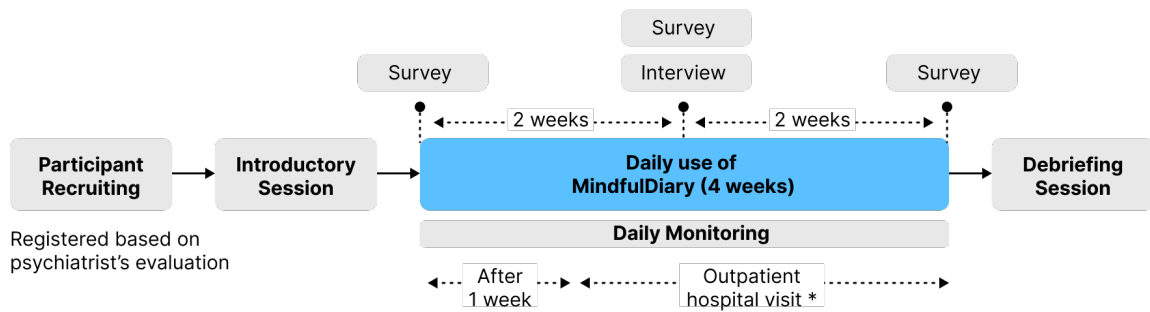 Survey
Interview
Survey
Survey
2 weeks
2 weeks
Participant
Recruiting
Introductory
Session
Daily use of
MindfulDiary (4 weeks)
Debriefing
Session
Registered based on
psychiatrist's evaluation
Daily Monitoring
After
1 week
Outpatient
hospital visit *